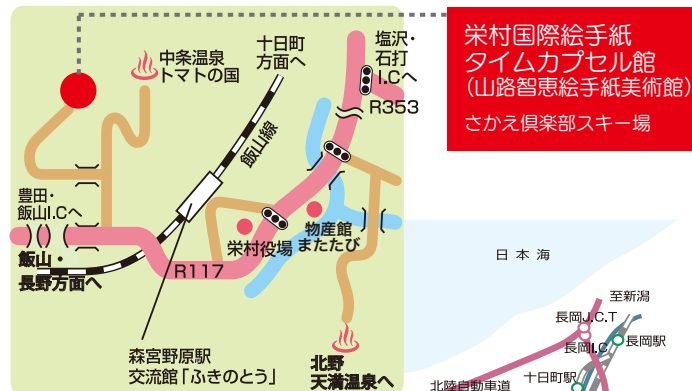 栄村国際絵手紙
タイムカプセル館
(山路智恵絵手紙美術館)
さかえ倶楽部スキー場
中条温泉
トマトの国
十日町
方面へ
塩沢・
石打
I.Cへ
R353
飯山線
豊田・
飯山I.Cへ
飯山・
長野方面へ
R117
栄村役場
物産館
またたび
森宮野原駅
交流館「ふきのとう」
北野
天満温泉へ
日本海
至新潟
長岡J.C.T
長岡I.C
長岡駅
十日町駅
北陸自動車道